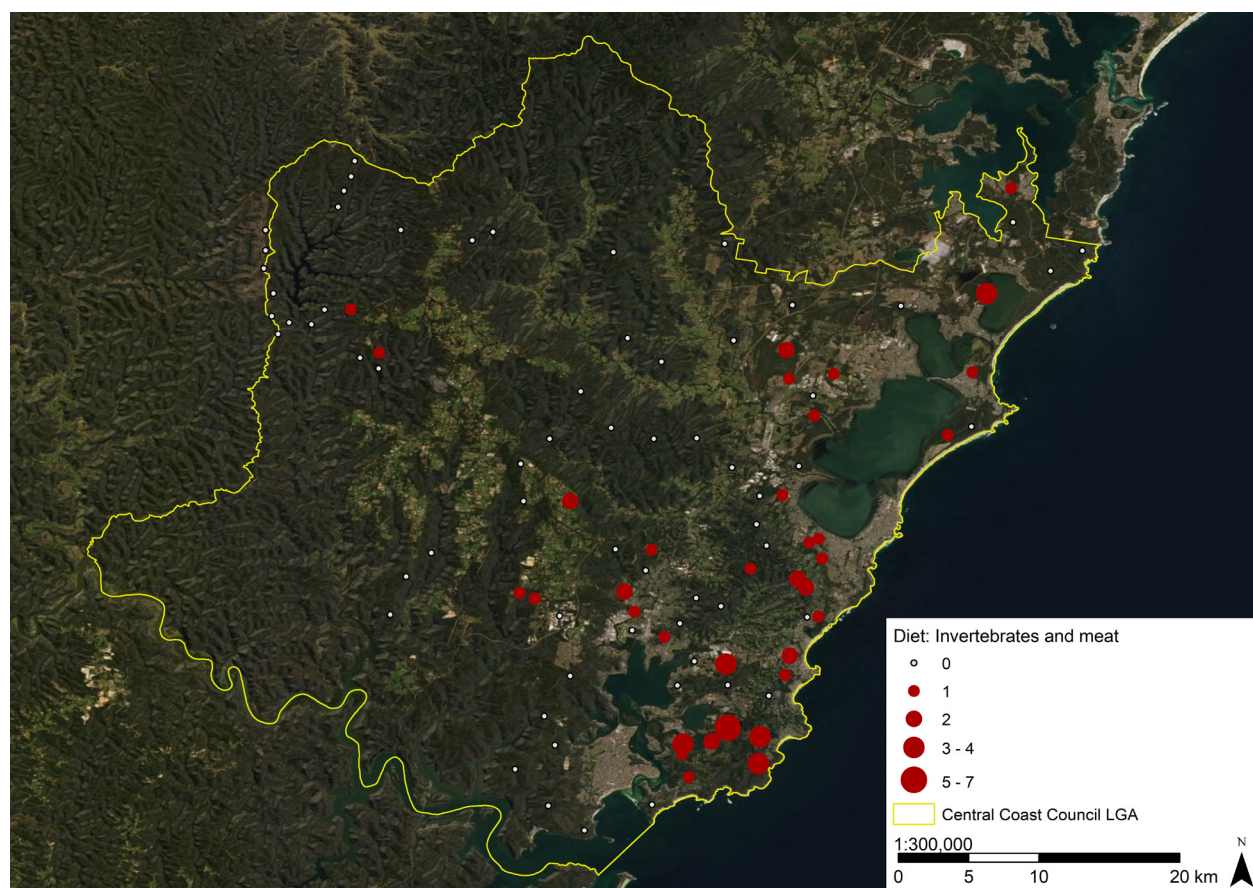 Diet: Invertebrates and meat
0
1
2
3 - 4
5 - 7
Central Coast Council LGA
1:300,000
N
0 5 10 20 km